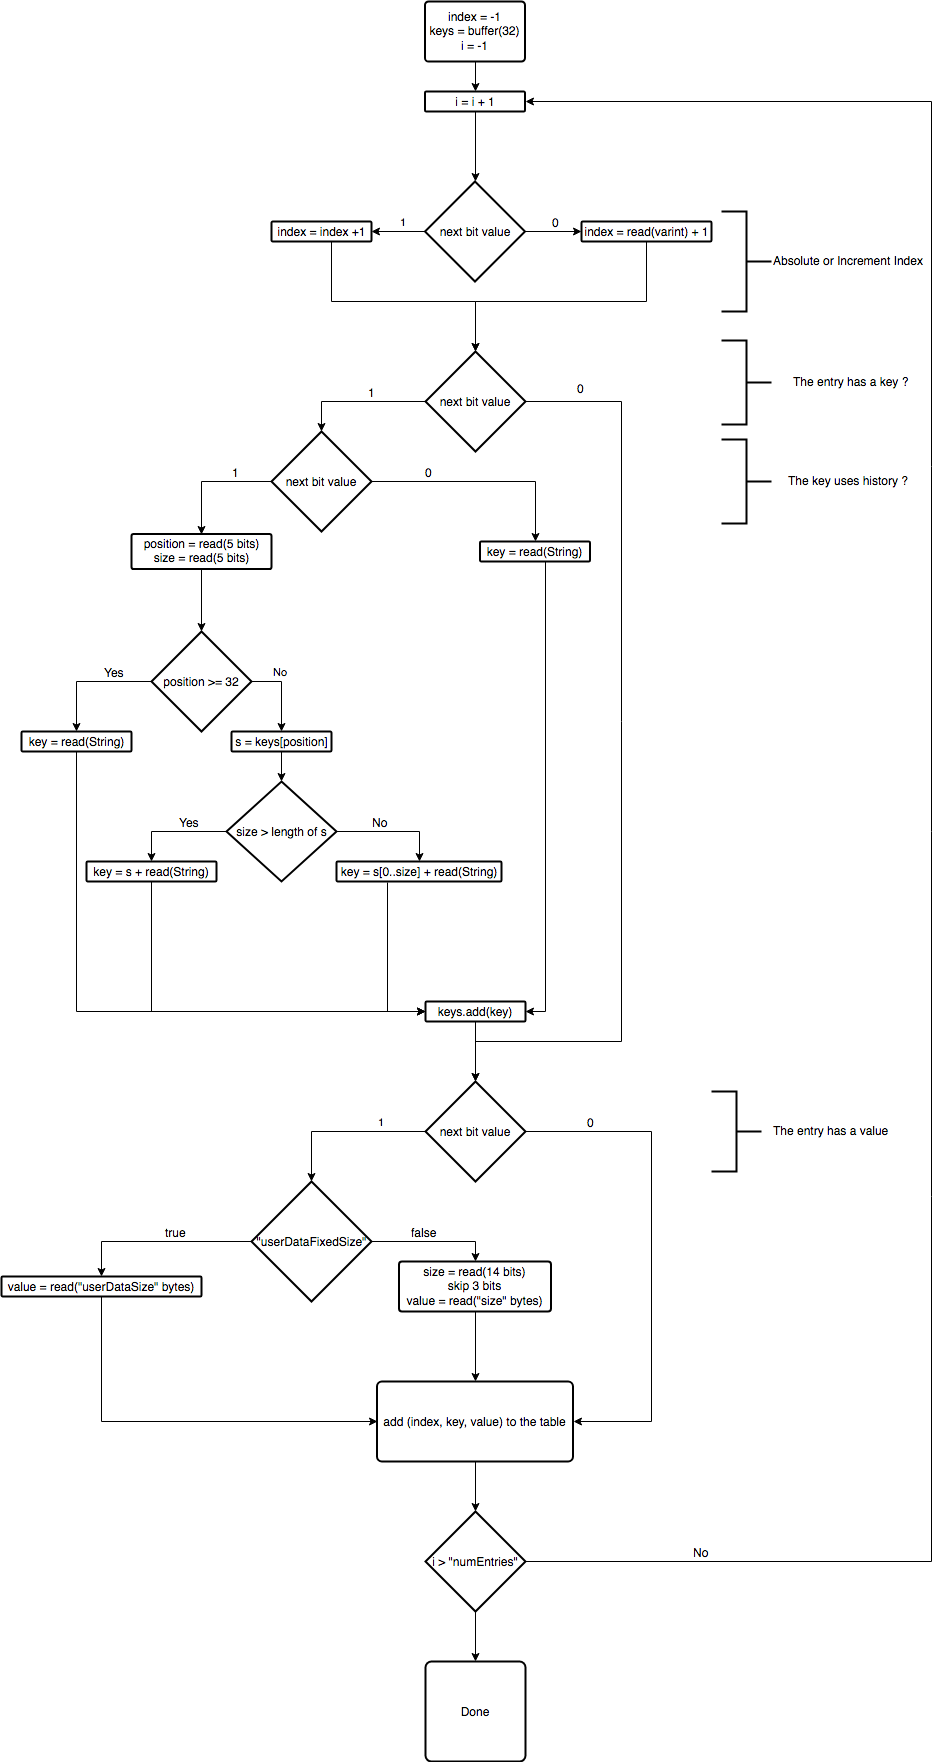 index = -1
keys = buffer(32)
i = -1
i = i + 1
1
next bit value
0
index = index +1
index = read(varint) + 1
Absolute or Increment Index
1
next bit value
0
The entry has a key ?
1
next bit value
0
The key uses history ?
position = read(5 bits)
size = read(5 bits)
key = read(String)
Yes
position >= 32
No
key = read(String)
s = keys[position]
Yes
size > length of s
No
key = s + read(String)
key = s[0..size] + read(String)
keys.add(key)
1
next bit value
0
The entry has a value
true
"userDataFixedSize"
false
value = read("userDataSize" bytes)
size = read(14 bits)
skip 3 bits
value = read("size" bytes)
add (index, key, value) to the table
i > "numEntries"
No
Done